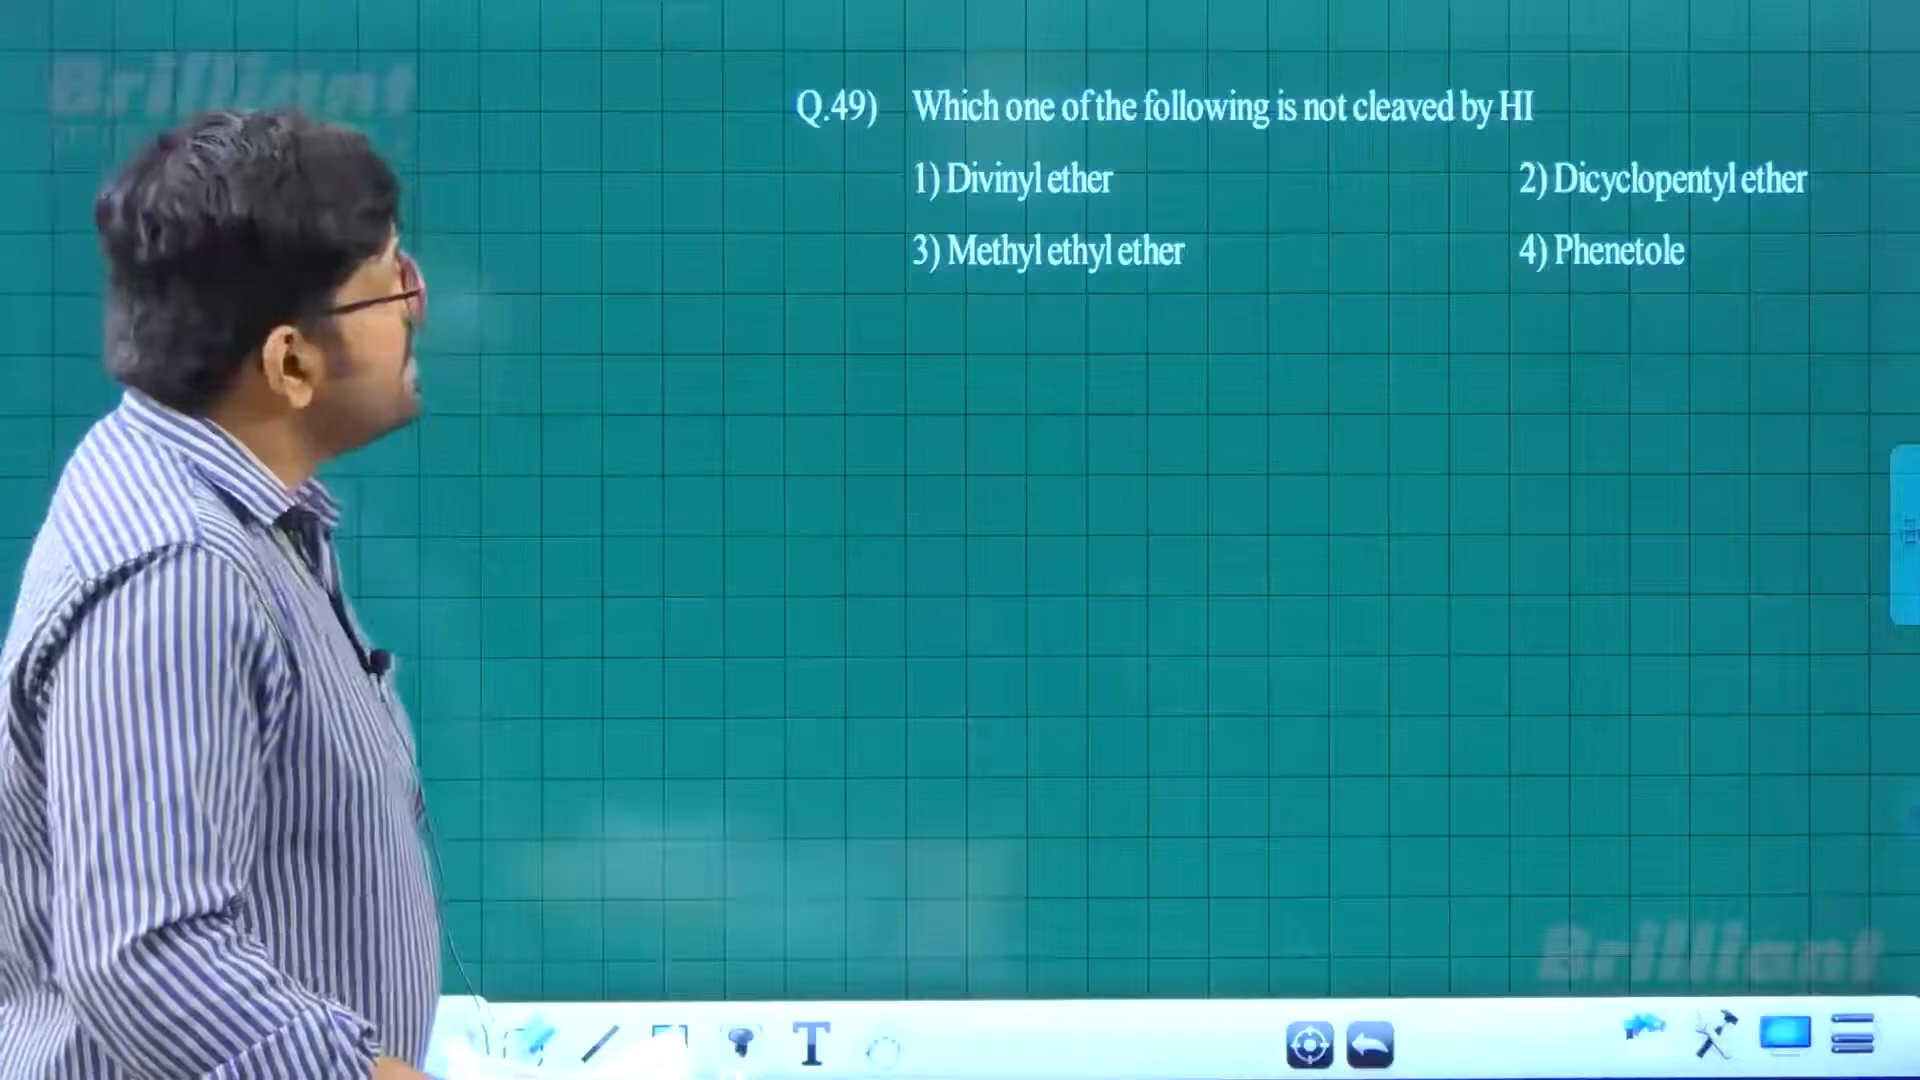 Brilliant
Q.49) Which one of the following is not cleaved by HI
1) Divinyl ether 2) Dicyclopentyl ether
3) Methyl ethyl ether 4) Phenetole
Brilliant
T